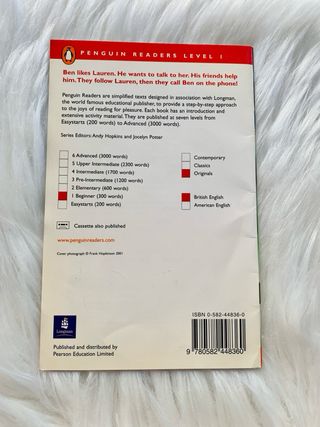 PENGUIN READERS LEVEL 1
Ben likes Lauren. He wants to talk to her. His friends help
him. They follow Lauren, then they call Ben on the phone!
Penguin Readers are simplified texts designed in association with Longman,
the world famous educational publisher, to provide a step-by-step approach
to the joys of reading for pleasure. Each book has an introduction and
extensive activity material. They are published at seven levels from
Easystarts (200 words) to Advanced (3000 words).
Series Editors: Andy Hopkins and Jocelyn Potter
6 Advanced (3000 words)
5 Upper Intermediate (2300 words)
4 Intermediate (1700 words)
3 Pre-Intermediate (1200 words)
2 Elementary (600 words)
1 Beginner (300 words)
Easystarts (200 words)
Contemporary
Classics
Originals
British English
American English
Cassette also published
www.penguinreaders.com
Cover photograph © Frank Hopkinson 2001
Longman
Published and distributed by
Pearson Education Limited
ISBN 0-582-44836-0
9 780582 448360